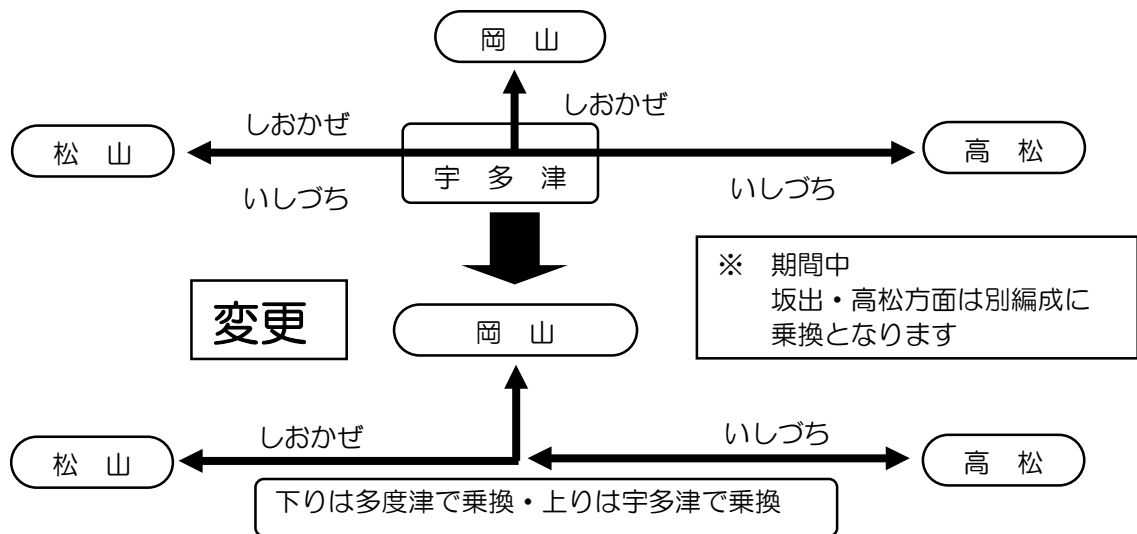 岡 山
しおかぜ
しおかぜ
松 山
高 松
宇 多 津
いしづち
いしづち
※ 期間中
坂出・高松方面は別編成に
乗換となります
変更
岡 山
しおかぜ
いしづち
松 山
高 松
下りは多度津で乗換・上りは宇多津で乗換